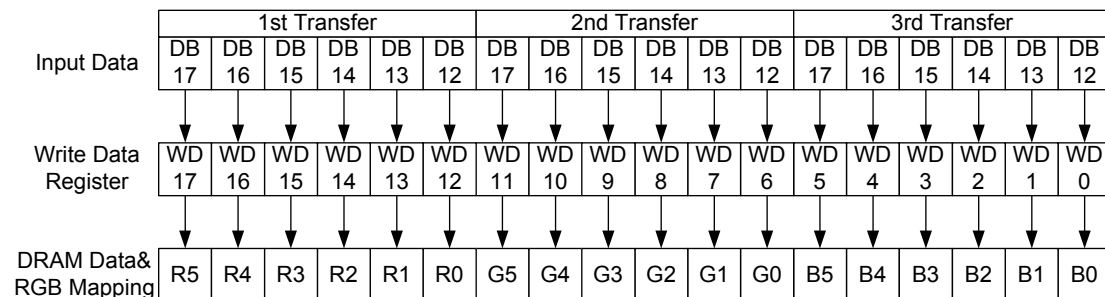 1st Transfer 2nd Transfer 3rd Transfer
Input Data
DB DB DB DB DB DB DB DB DB DB DB DB DB DB DB DB DB DB
17 16 15 14 13 12 17 16 15 14 13 12 17 16 15 14 13 12
Write Data
Register
WD WD WD WD WD WD WD WD WD WD WD WD WD WD WD WD WD WD
17 16 15 14 13 12 11 10 9 8 7 6 5 4 3 2 1 0
DRAM Data&
RGB Mapping
R5 R4 R3 R2 R1 R0 G5 G4 G3 G2 G1 G0 B5 B4 B3 B2 B1 B0